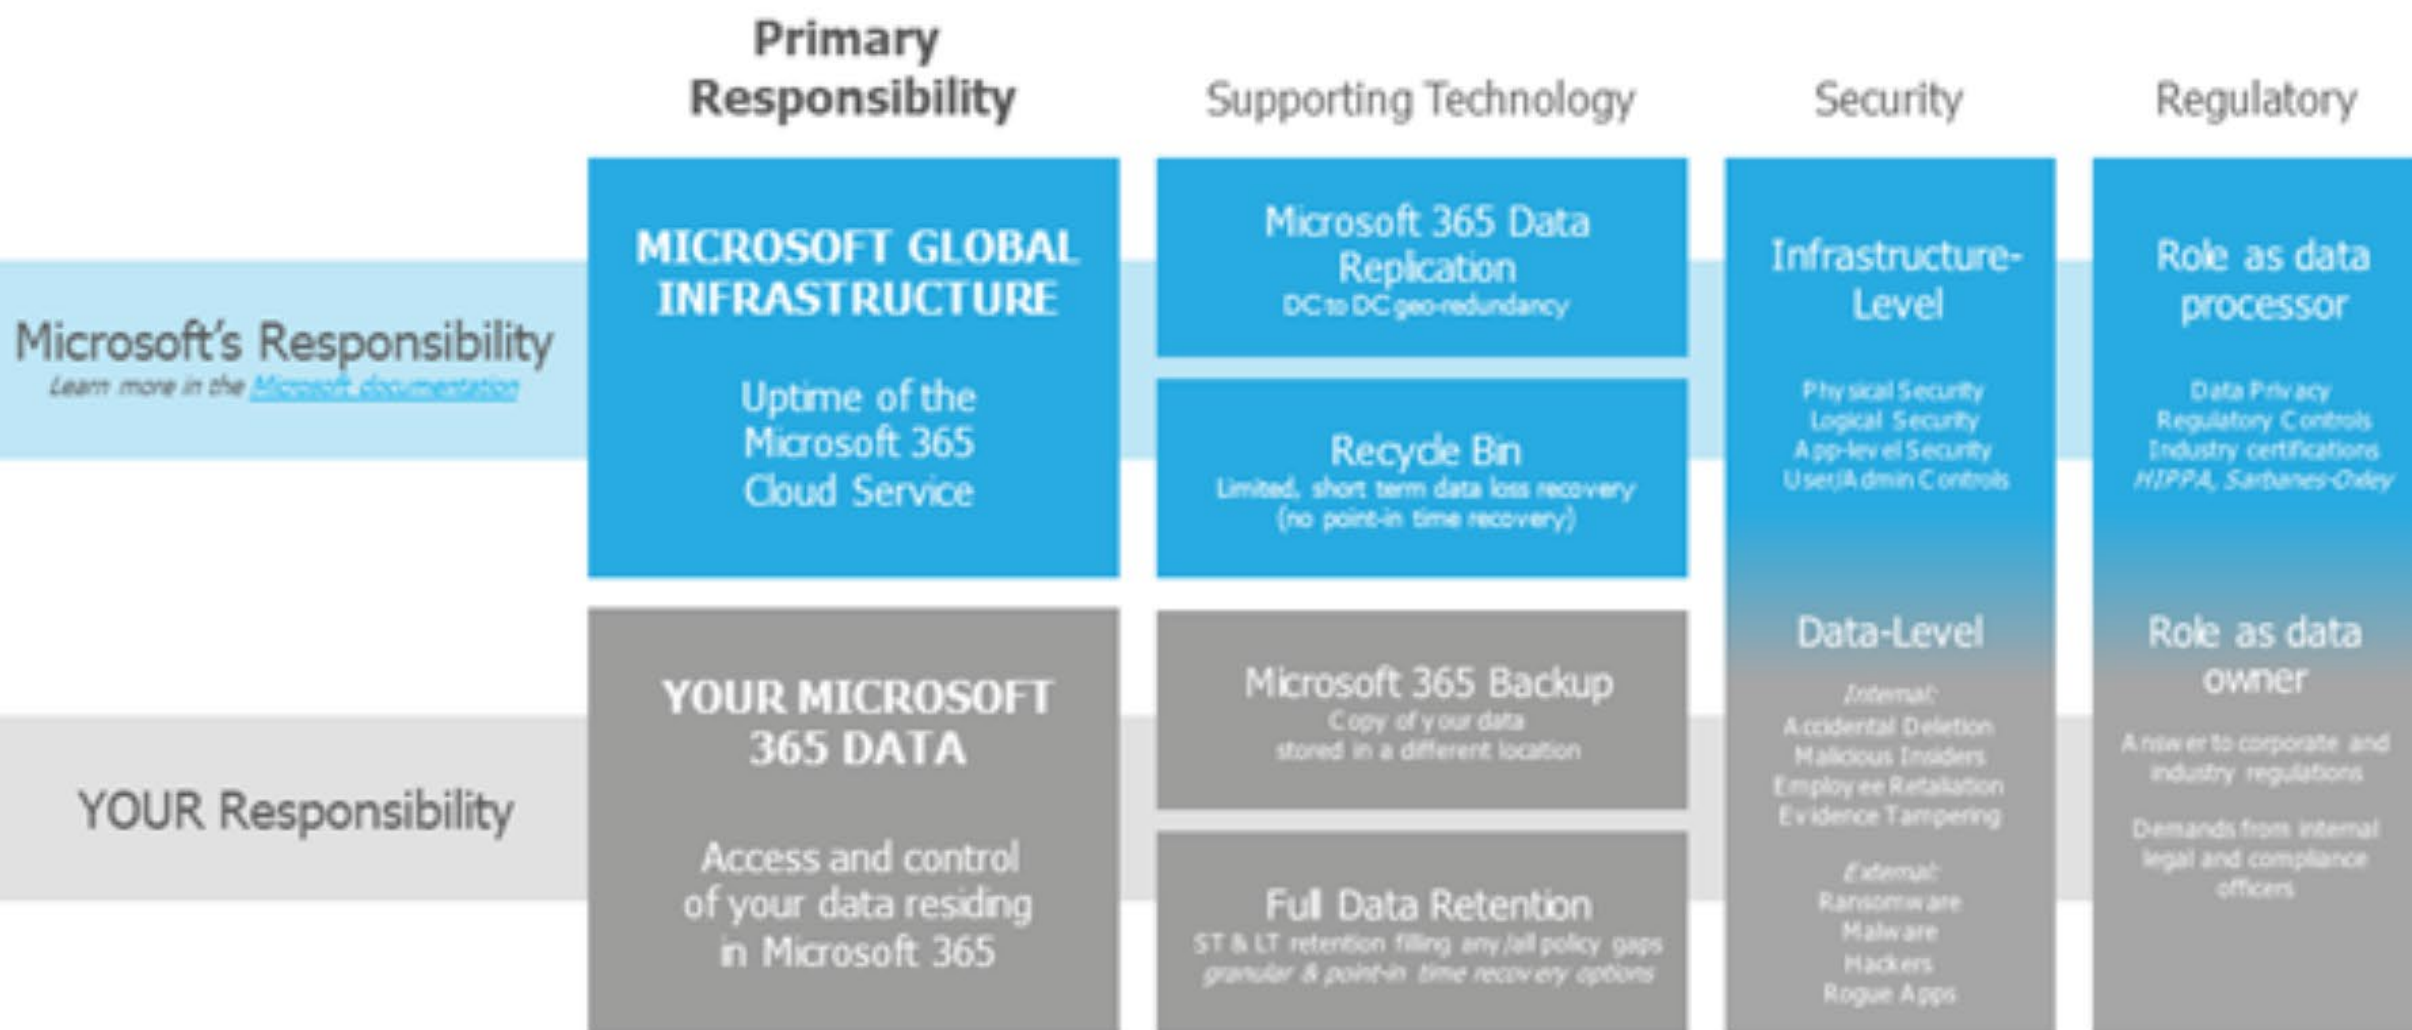 Primary
Responsibility
Supporting Technology
Security
Regulatory
Microsoft's Responsibility
Learn more in the Microsoft documentation
MICROSOFT GLOBAL
INFRASTRUCTURE
Uptime of the
Microsoft 365
Cloud Service
Microsoft 365 Data
Replication
DC to DC geo-redundancy
Recycle Bin
Limited, short term data loss recovery
(no point-in time recovery)
Infrastructure-
Level
Physical Security
Logical Security
App-level Security
User/Admin Controls
Role as data
processor
Data Privacy
Regulatory Controls
Industry certifications
HIPPA, Sarbanes-Oxley
YOUR Responsibility
YOUR MICROSOFT
365 DATA
Access and control
of your data residing
in Microsoft 365
Microsoft 365 Backup
Copy of your data
stored in a different location
Full Data Retention
ST & LT retention filling any/all policy gaps
granular & point-in time recovery options
Data-Level
Internal:
Accidental Deletion
Malicious Insiders
Employee Retaliation
Evidence Tampering
External:
Ransomware
Malware
Hackers
Rogue Apps
Role as data
owner
Answer to corporate and
industry regulations
Demands from internal
legal and compliance
officers